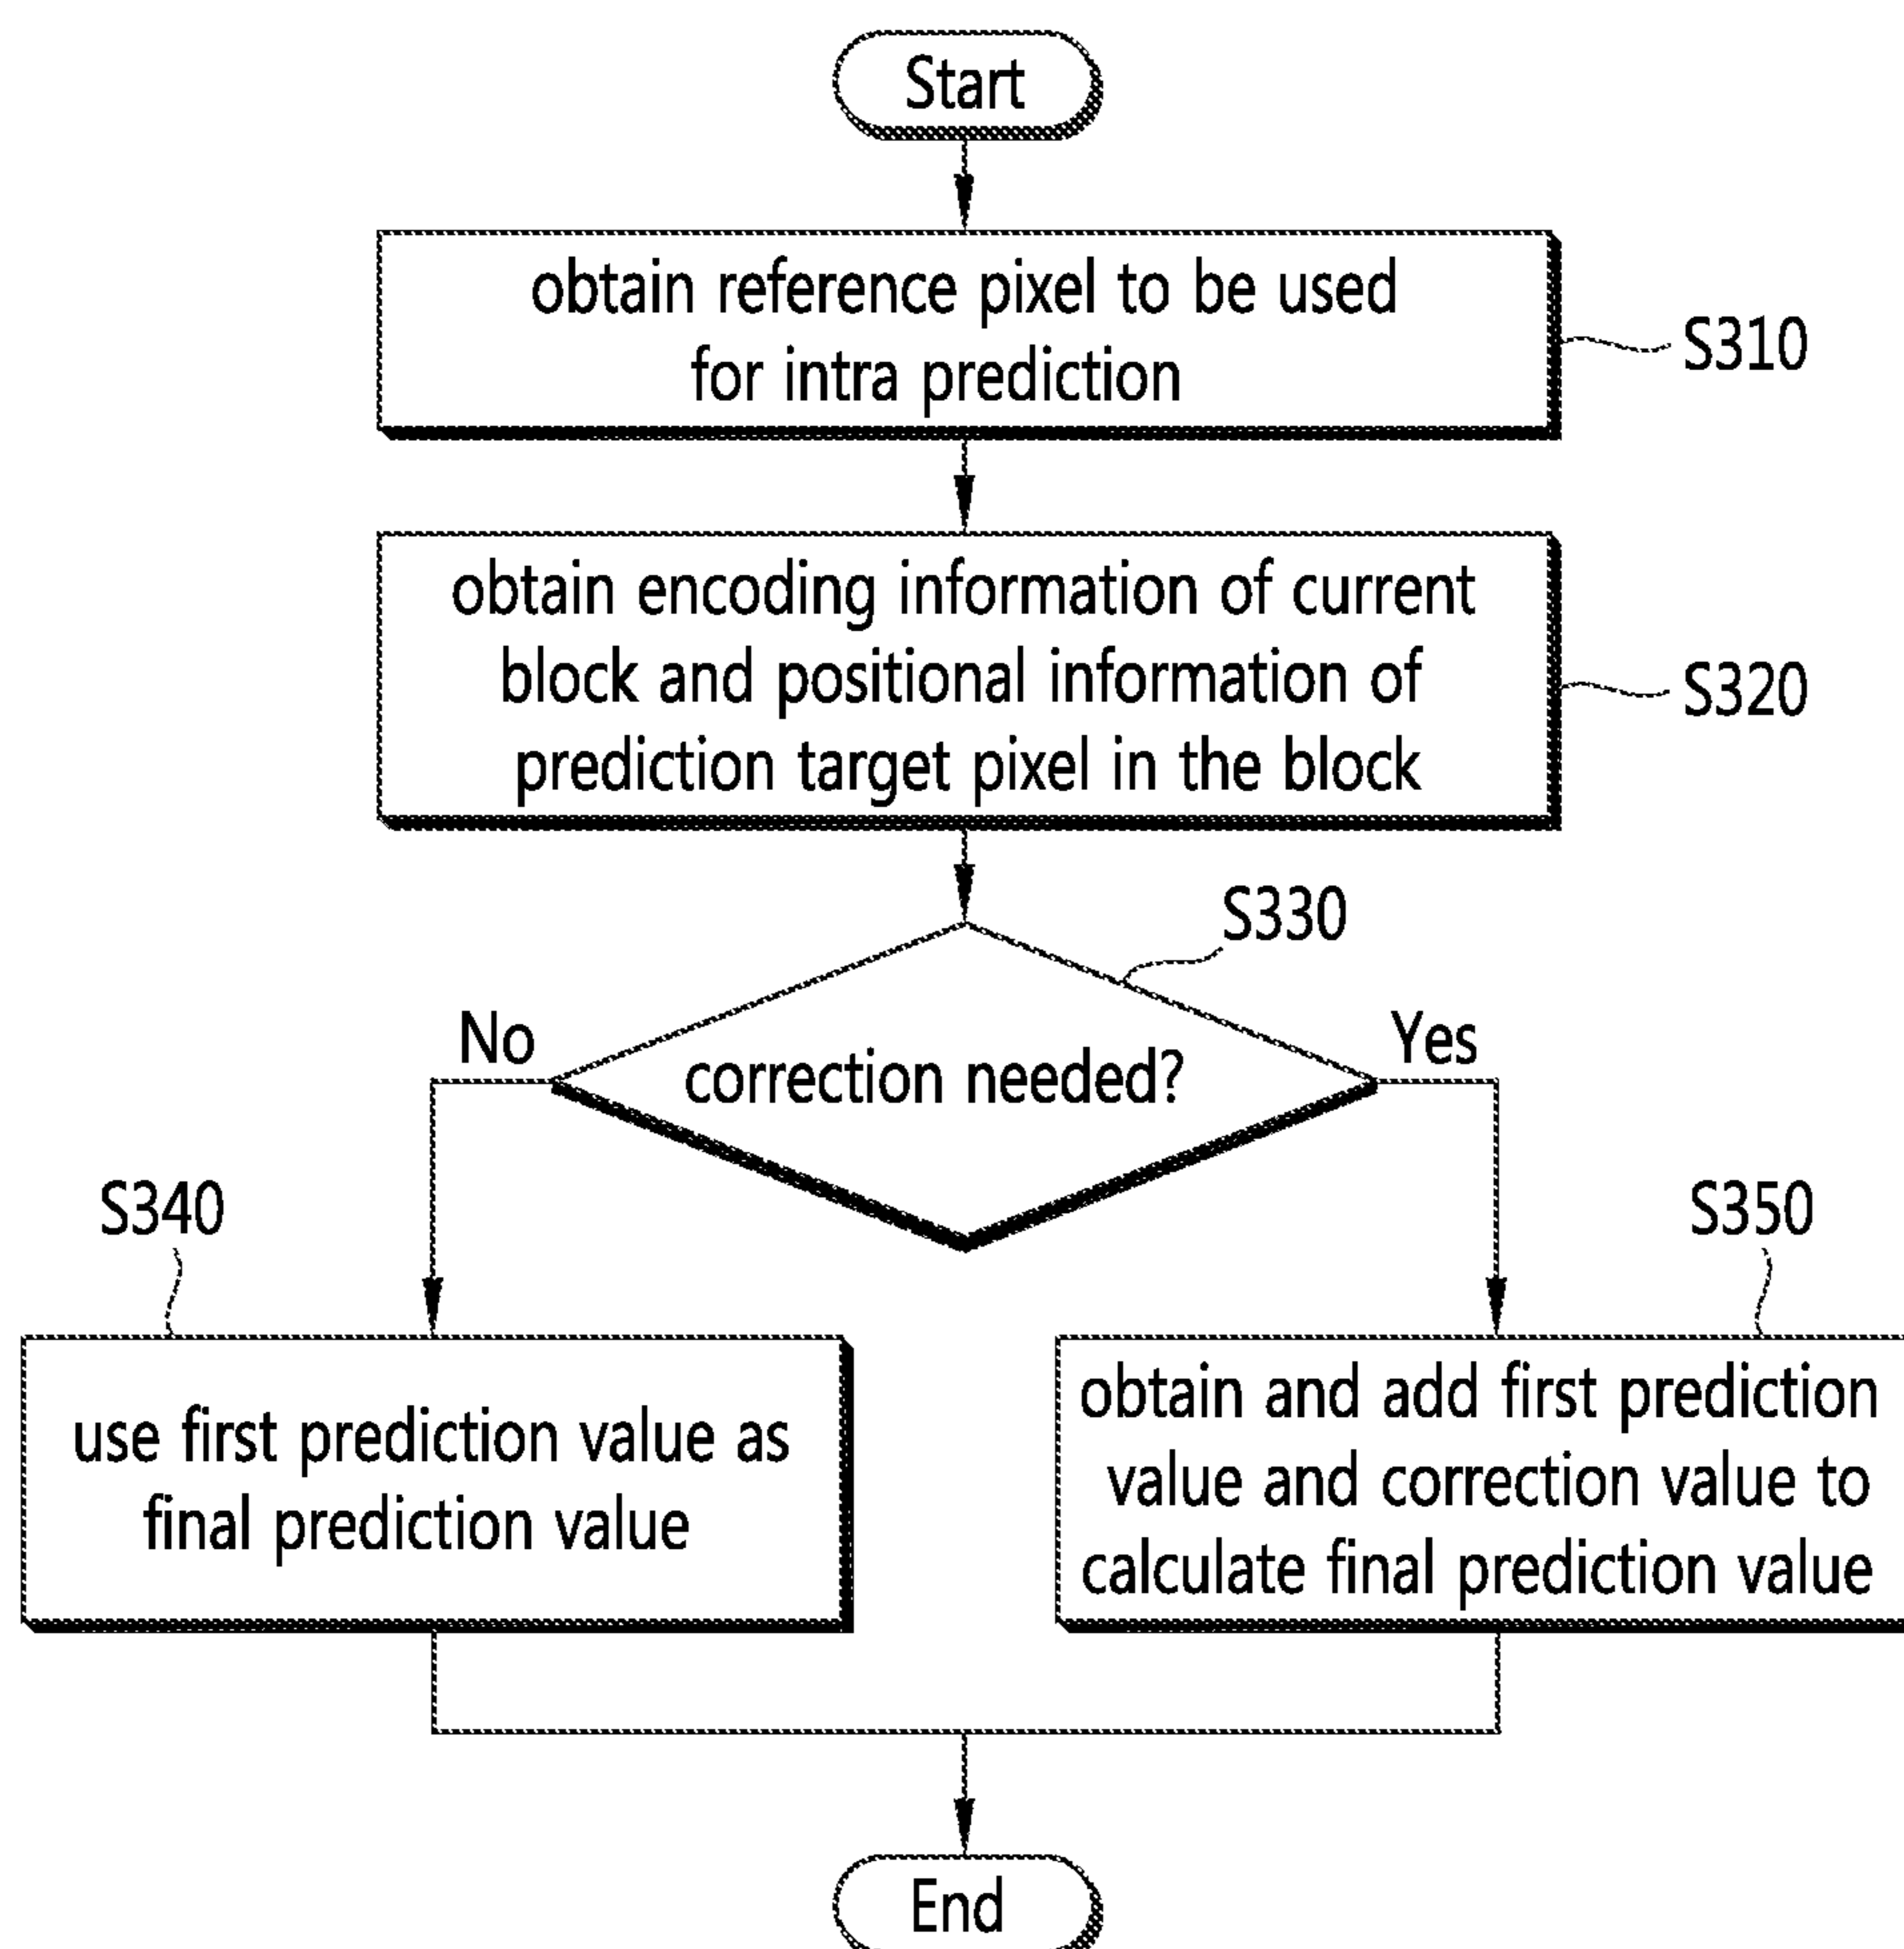 Start
obtain reference pixel to be used
for intra prediction
S310
obtain encoding information of current
block and positional information of
prediction target pixel in the block
S320
S330
No
Yes
correction needed?
S340
S350
use first prediction value as
final prediction value
obtain and add first prediction
value and correction value to
calculate final prediction value
End